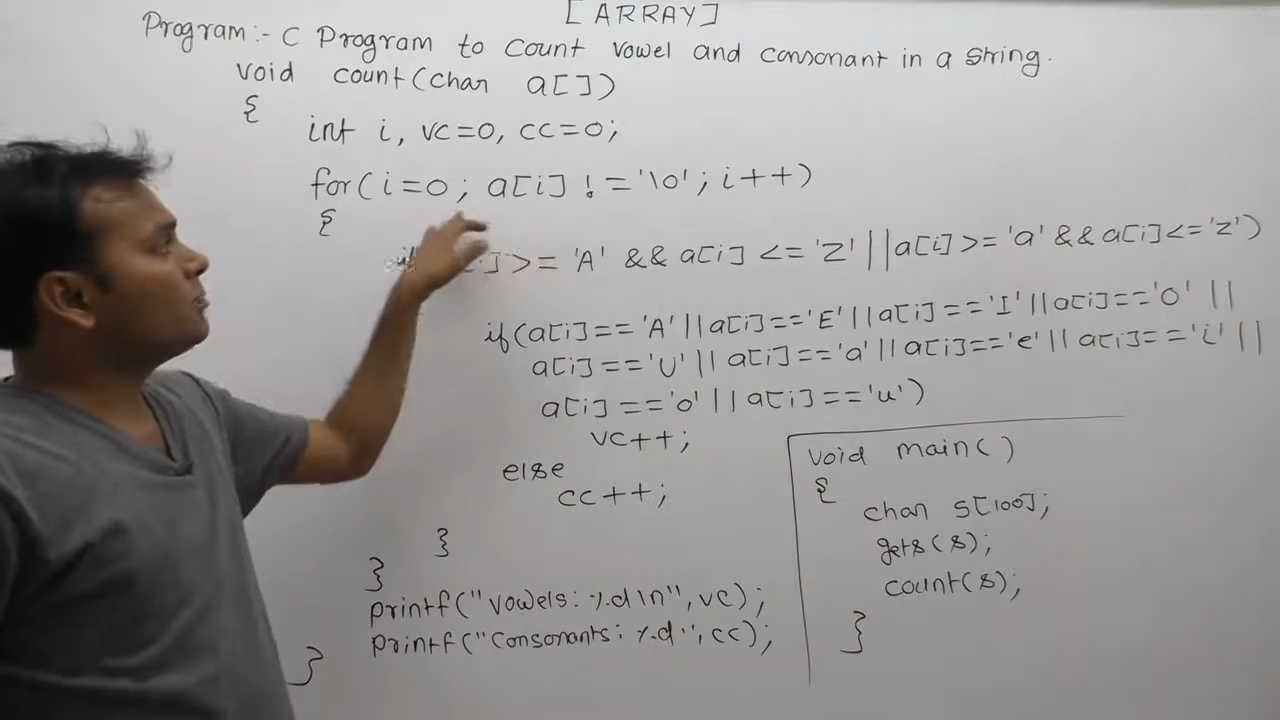 [ARRAY]
Program:- C Program to count vowel and consonant in a string.
void count(char a[])
{
int i, vc=0, cc=0;
for(i=0; a[i] != '\0'; i++)
{
>= 'A' && a[i] <= 'Z' || a[i] >= 'a' && a[i] <= 'z')
if(a[i]=='A' || a[i]=='E' || a[i]=='I' || a[i]=='O' ||
a[i]=='U' || a[i]=='a' || a[i]=='e' || a[i]=='i' ||
a[i]=='o' || a[i]=='u')
vc++;
else
cc++;
}
}
printf("Vowels: %d\n", vc);
printf("Consonants: %d", cc);
}
void main()
{
char s[100];
gets(s);
count(s);
}